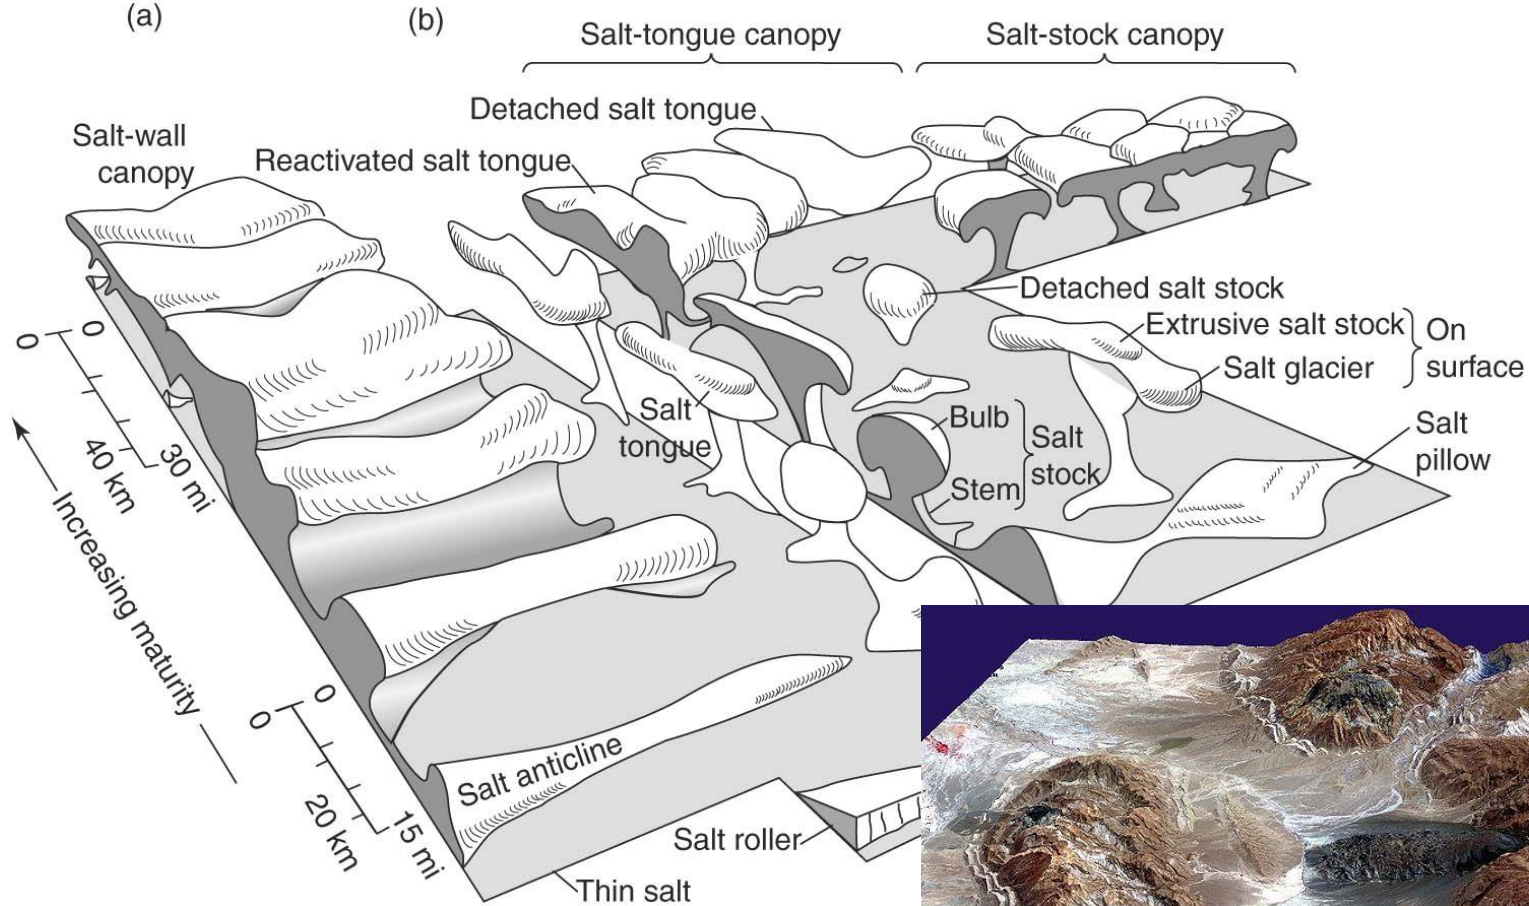 (a)
(b)
Salt-tongue canopy
Salt-stock canopy
Detached salt tongue
Salt-wall
canopy
Reactivated salt tongue
Detached salt stock
Extrusive salt stock
On
surface
Salt glacier
Salt
tongue
Bulb
Salt
stock
Stem
Salt
pillow
0
0
40 km
30 mi
Increasing maturity
0
0
20 km
15 mi
Salt anticline
Salt roller
Thin salt